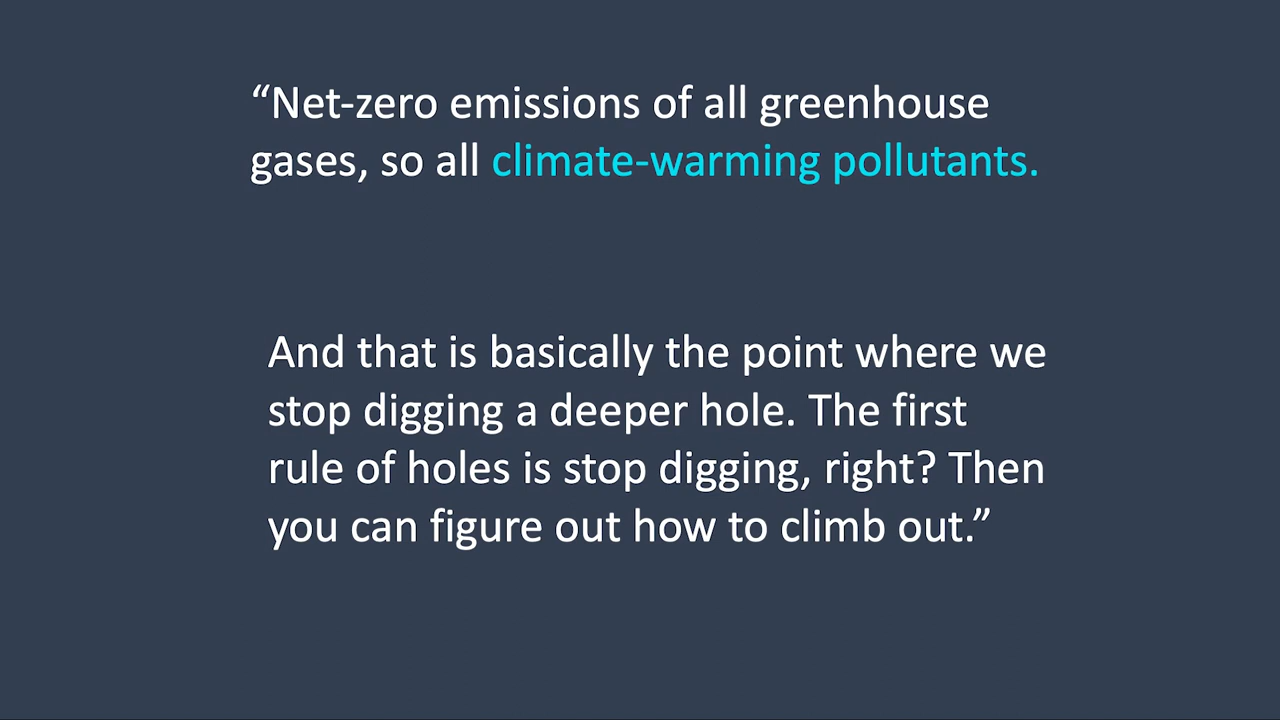 “Net-zero emissions of all greenhouse
gases, so all climate-warming pollutants.
And that is basically the point where we
stop digging a deeper hole. The first
rule of holes is stop digging, right? Then
you can figure out how to climb out.”